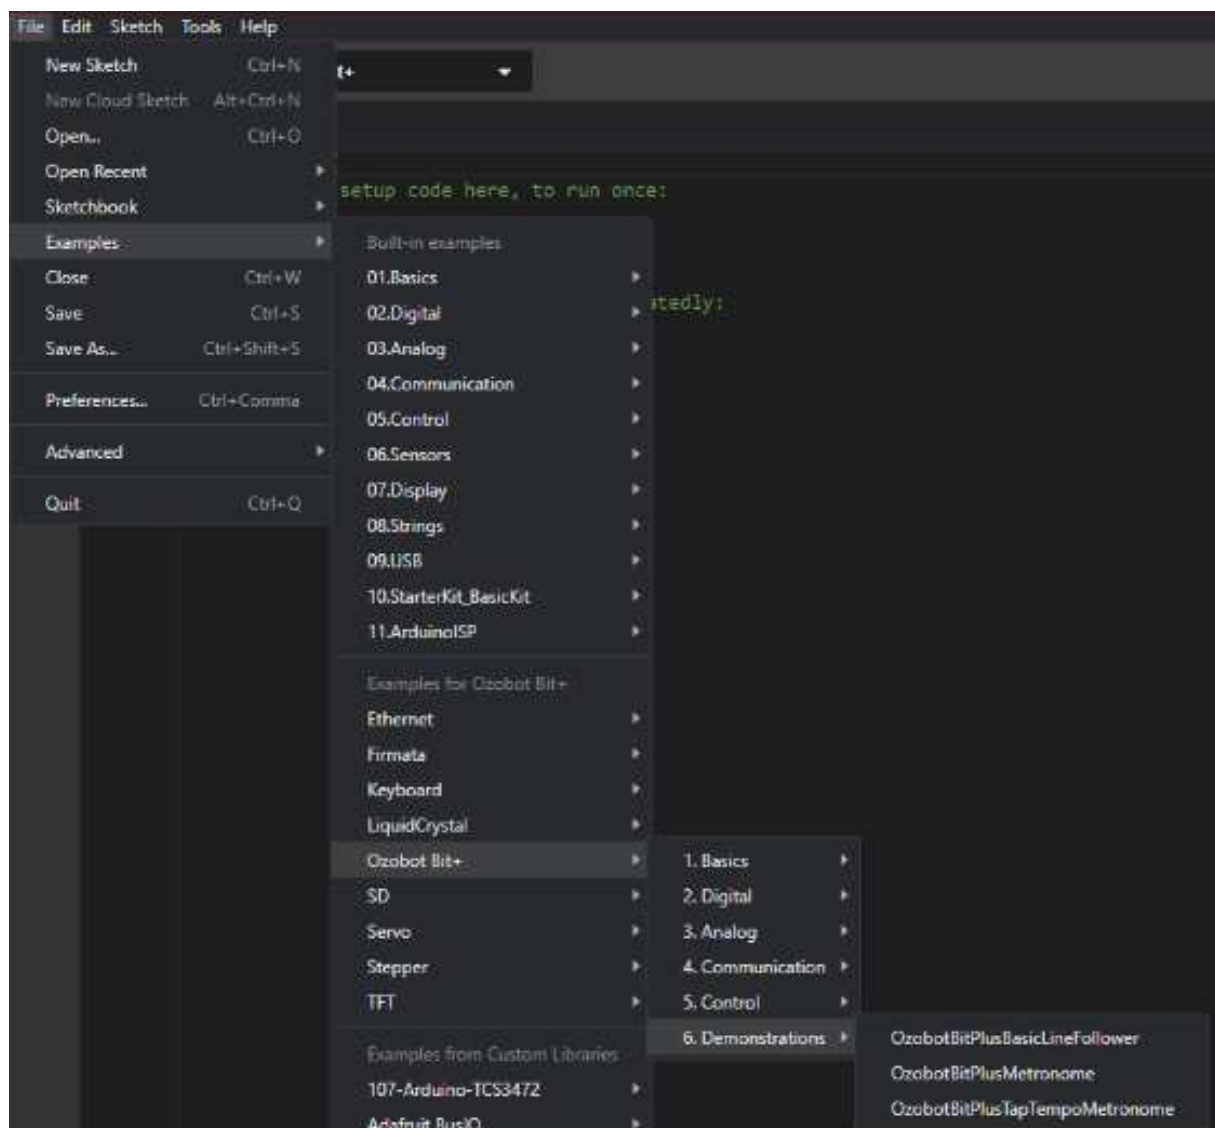 File Edit Sketch Tools Help
New Sketch Ctrl+N
t+
New Cloud Sketch Alt+Ctrl+N
Open... Ctrl+O
Open Recent
Sketchbook
setup code here, to run once:
Examples
Close Ctrl+W
Save Ctrl+S
Save As... Ctrl+Shift+S
Preferences... Ctrl+Comma
Advanced
Quit Ctrl+Q
atedly:
Built-in examples
01.Basics
02.Digital
03.Analog
04.Communication
05.Control
06.Sensors
07.Display
08.Strings
09.USB
10.StarterKit_BasicKit
11.ArduinoISP
Examples for Ozobot Bit+
Ethernet
Firmata
Keyboard
LiquidCrystal
Ozobot Bit+
SD
Servo
Stepper
TFT
Examples from Custom Libraries
107-Arduino-TCS3472
Adafruit BusIO
1. Basics
2. Digital
3. Analog
4. Communication
5. Control
6. Demonstrations
OzobotBitPlusBasicLineFollower
OzobotBitPlusMetronome
OzobotBitPlusTapTempoMetronome